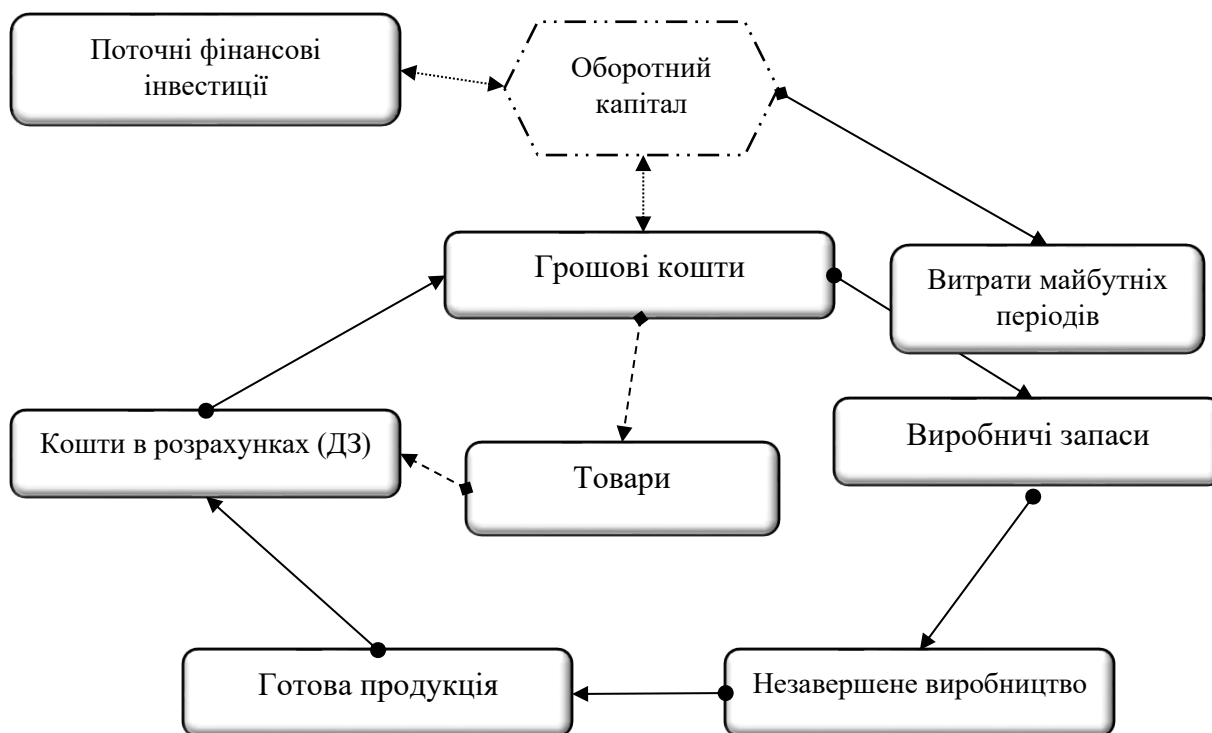 Поточні фінансові
інвестиції
Оборотний
капітал
Грошові кошти
Витрати майбутніх
періодів
Кошти в розрахунках (ДЗ)
Товари
Виробничі запаси
Готова продукція
Незавершене виробництво